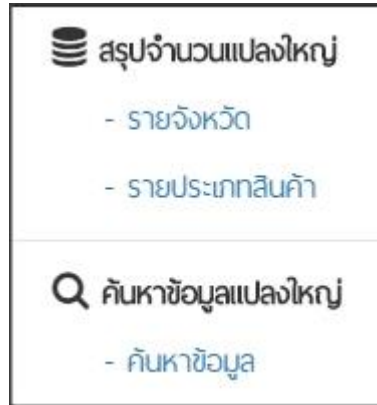 สรุปจำนวนแปลงใหญ่
- รายจังหวัด
- รายประเภทสินค้า
ค้นหาข้อมูลแปลงใหญ่
- ค้นหาข้อมูล